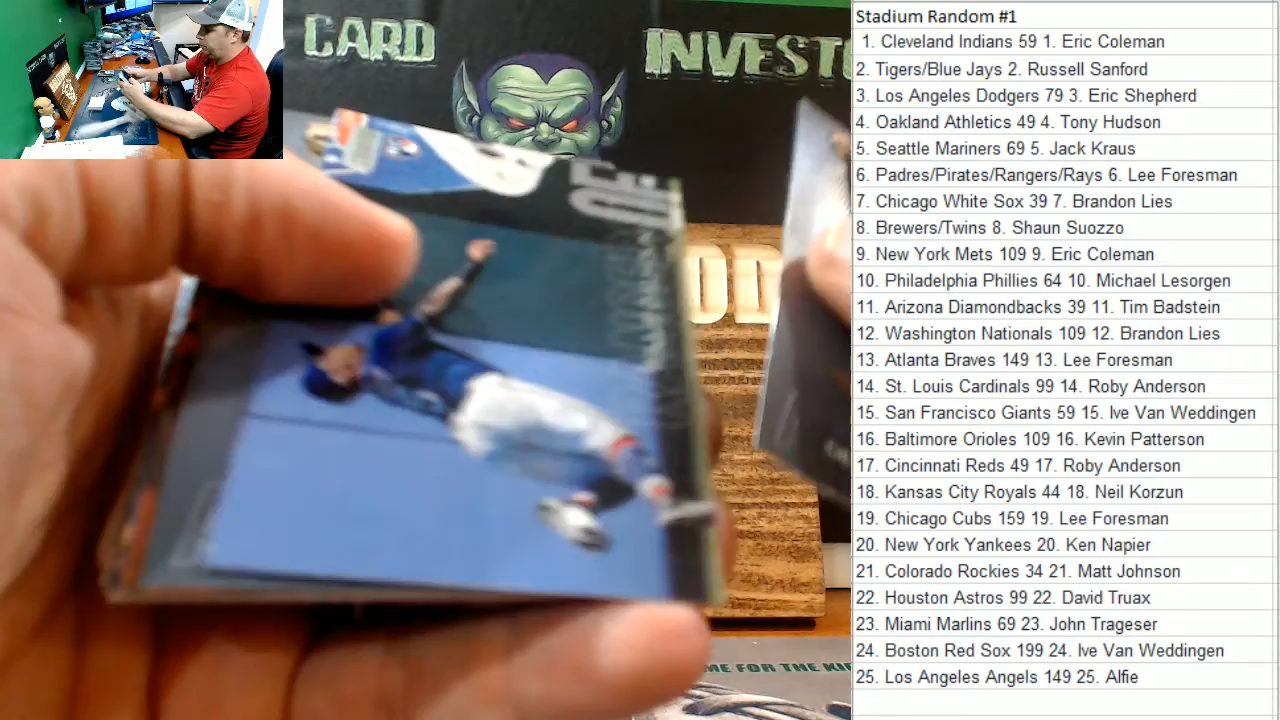 CARD INVESTO
OD
ME FOR THE KI
Stadium Random #1
1. Cleveland Indians 59 1. Eric Coleman
2. Tigers/Blue Jays 2. Russell Sanford
3. Los Angeles Dodgers 79 3. Eric Shepherd
4. Oakland Athletics 49 4. Tony Hudson
5. Seattle Mariners 69 5. Jack Kraus
6. Padres/Pirates/Rangers/Rays 6. Lee Foresman
7. Chicago White Sox 39 7. Brandon Lies
8. Brewers/Twins 8. Shaun Suozzo
9. New York Mets 109 9. Eric Coleman
10. Philadelphia Phillies 64 10. Michael Lesorgen
11. Arizona Diamondbacks 39 11. Tim Badstein
12. Washington Nationals 109 12. Brandon Lies
13. Atlanta Braves 149 13. Lee Foresman
14. St. Louis Cardinals 99 14. Roby Anderson
15. San Francisco Giants 59 15. Ive Van Weddingen
16. Baltimore Orioles 109 16. Kevin Patterson
17. Cincinnati Reds 49 17. Roby Anderson
18. Kansas City Royals 44 18. Neil Korzun
19. Chicago Cubs 159 19. Lee Foresman
20. New York Yankees 20. Ken Napier
21. Colorado Rockies 34 21. Matt Johnson
22. Houston Astros 99 22. David Truax
23. Miami Marlins 69 23. John Trageser
24. Boston Red Sox 199 24. Ive Van Weddingen
25. Los Angeles Angels 149 25. Alfie